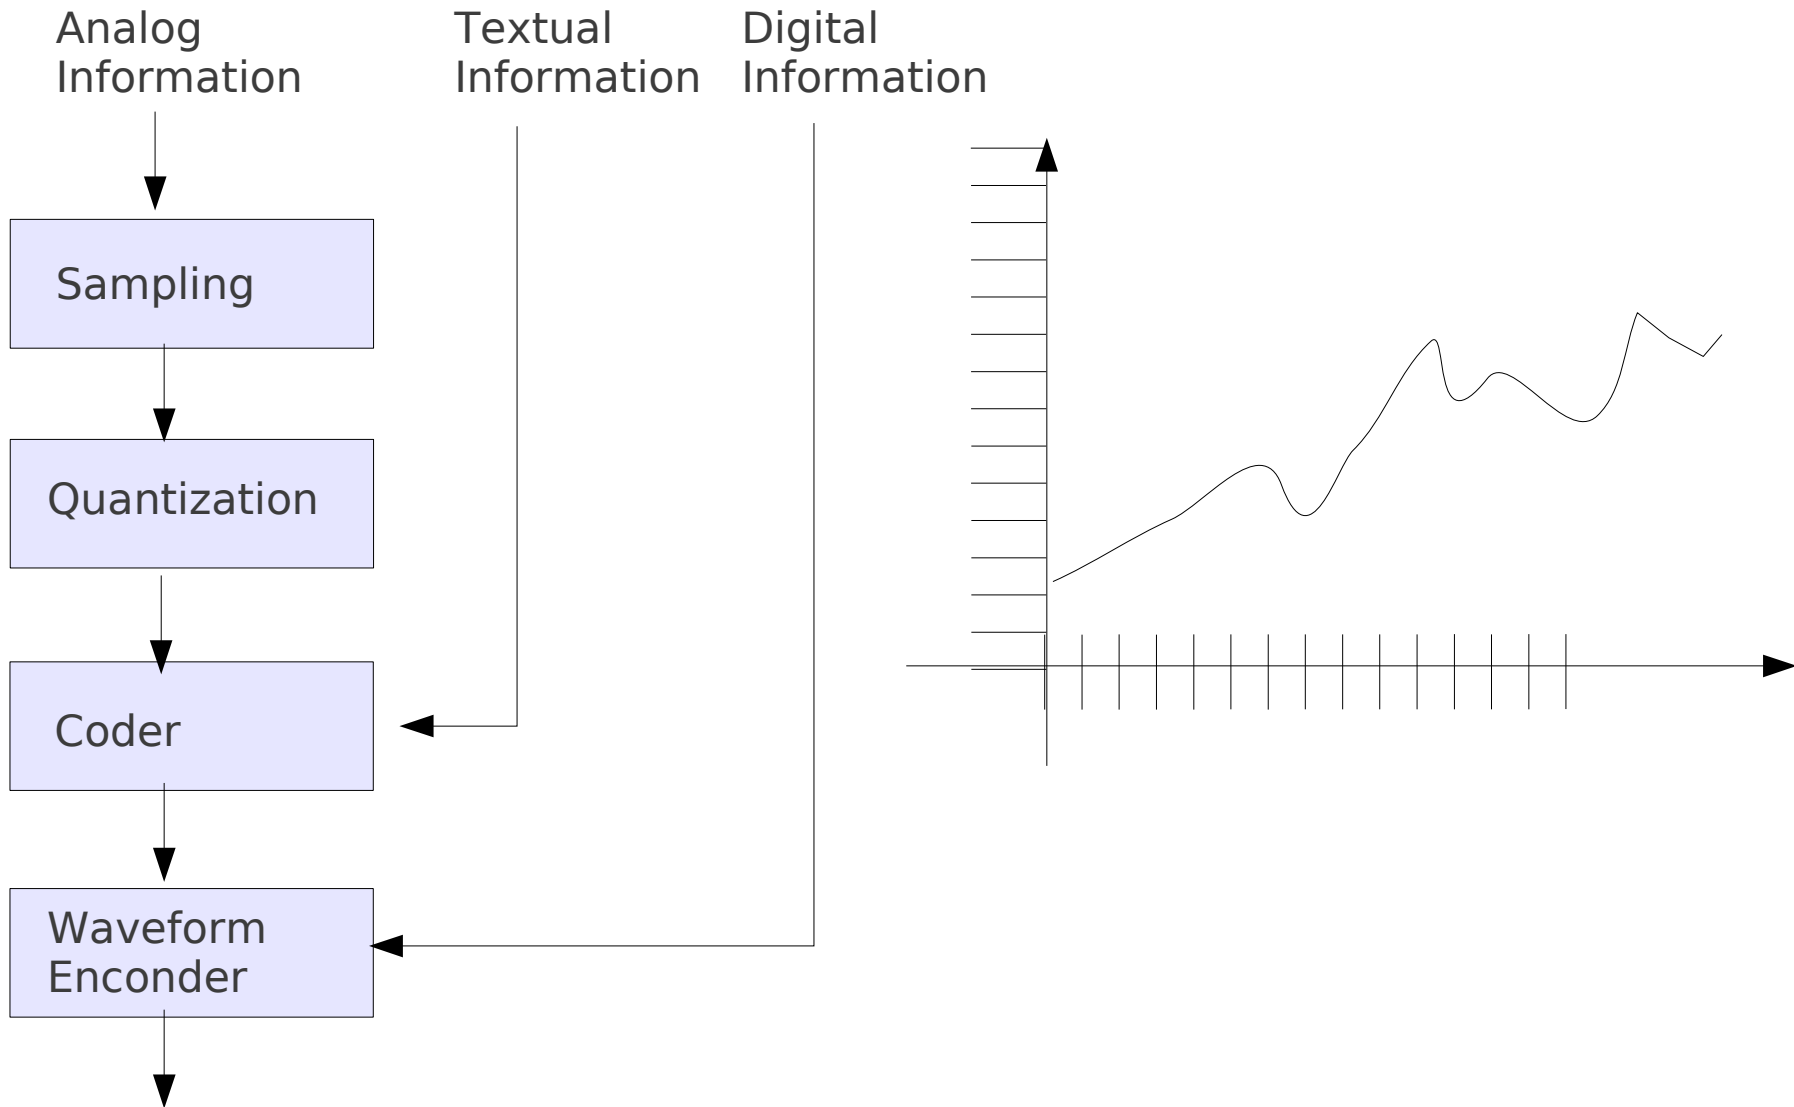 Analog
Information
Textual
Information
Digital
Information
Sampling
Quantization
Coder
Waveform
Enconder